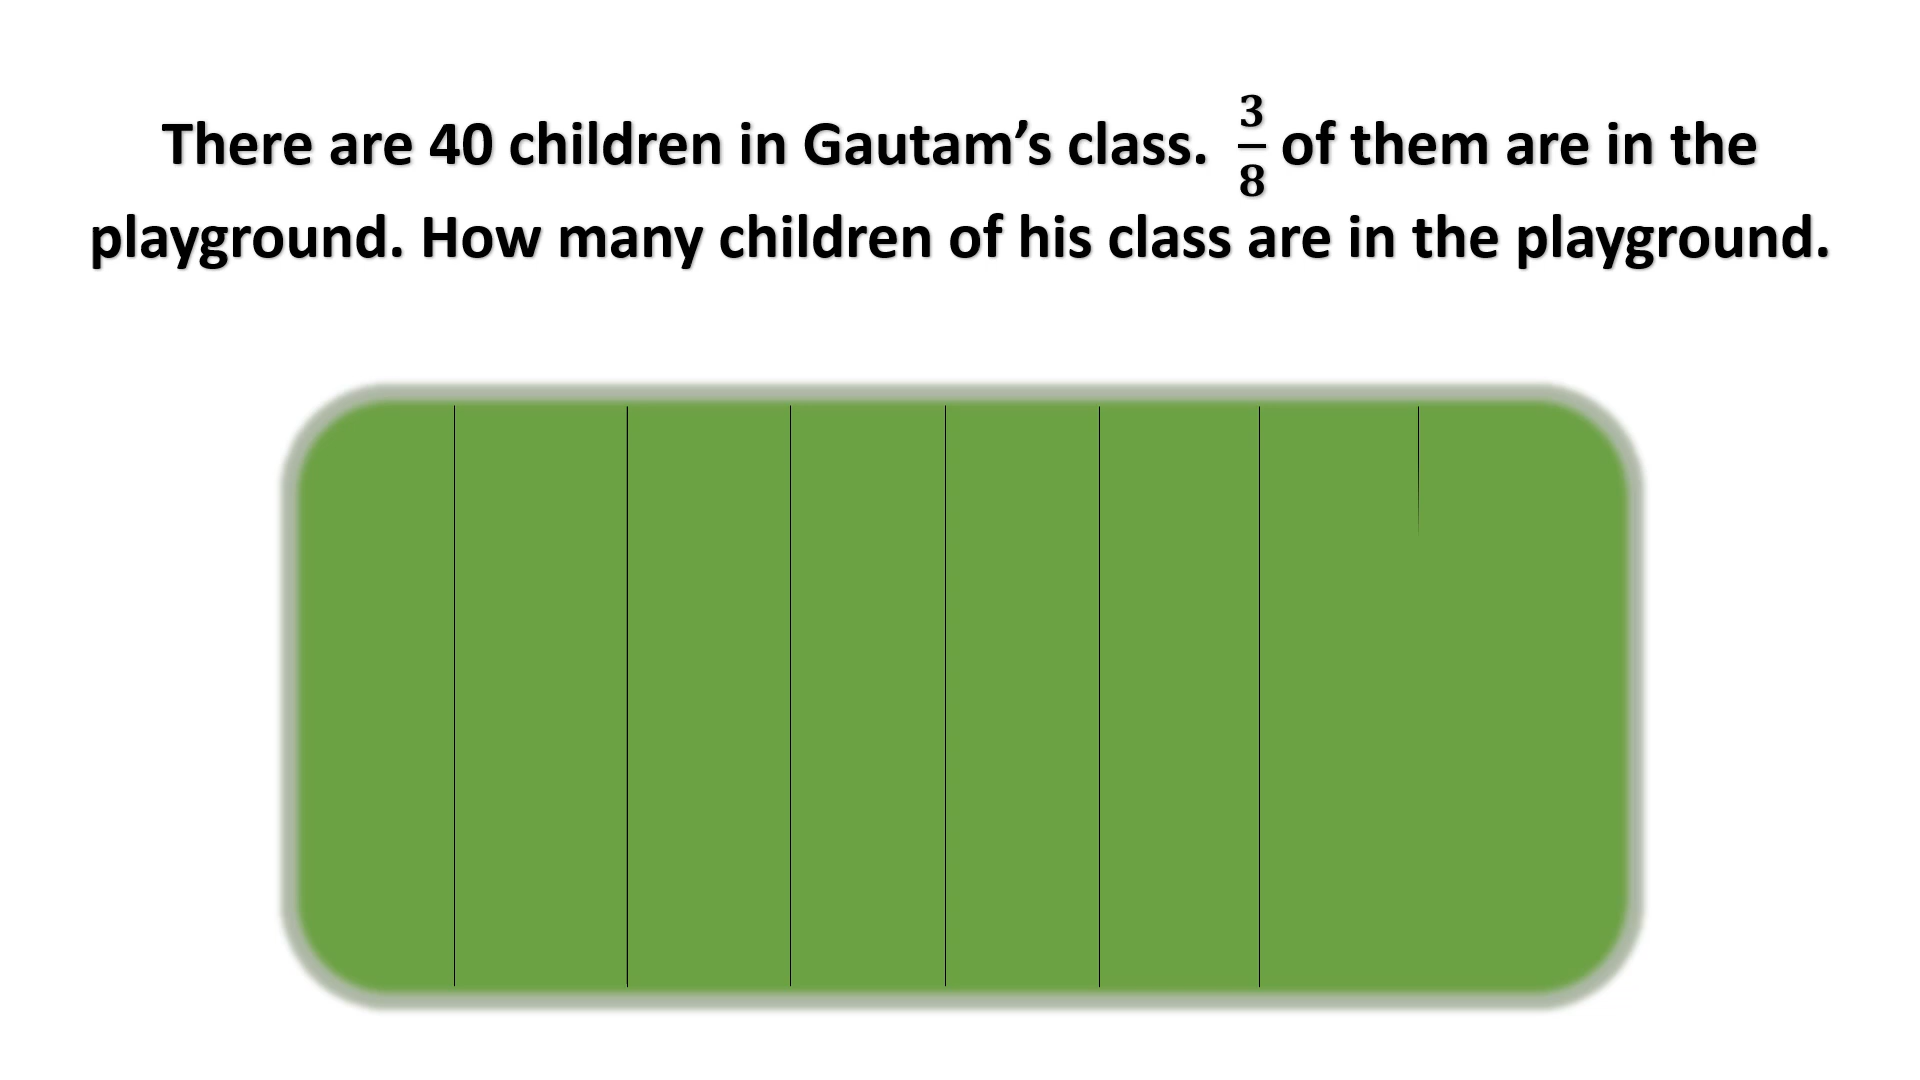 There are 40 children in Gautam’s class. 3/8 of them are in the
playground. How many children of his class are in the playground.